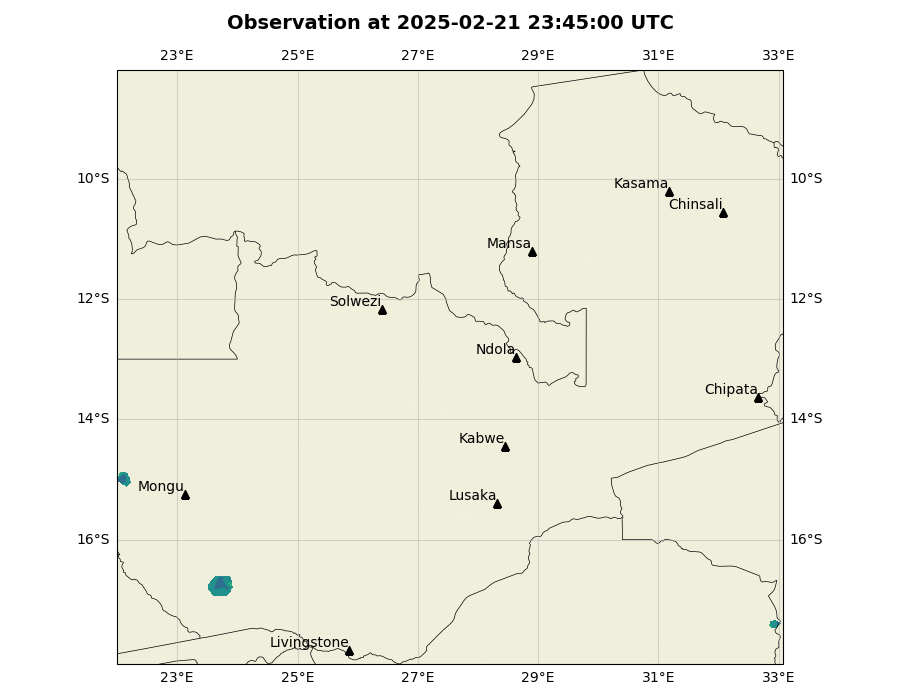 Observation at 2025-02-21 23:45:00 UTC
23°E 25°E 27°E 29°E 31°E 33°E
10°S 10°S
Kasama
Chinsali
Mansa
12°S 12°S
Solwezi
Ndola
Chipata
14°S 14°S
Kabwe
Mongu
Lusaka
16°S 16°S
Livingstone
23°E 25°E 27°E 29°E 31°E 33°E